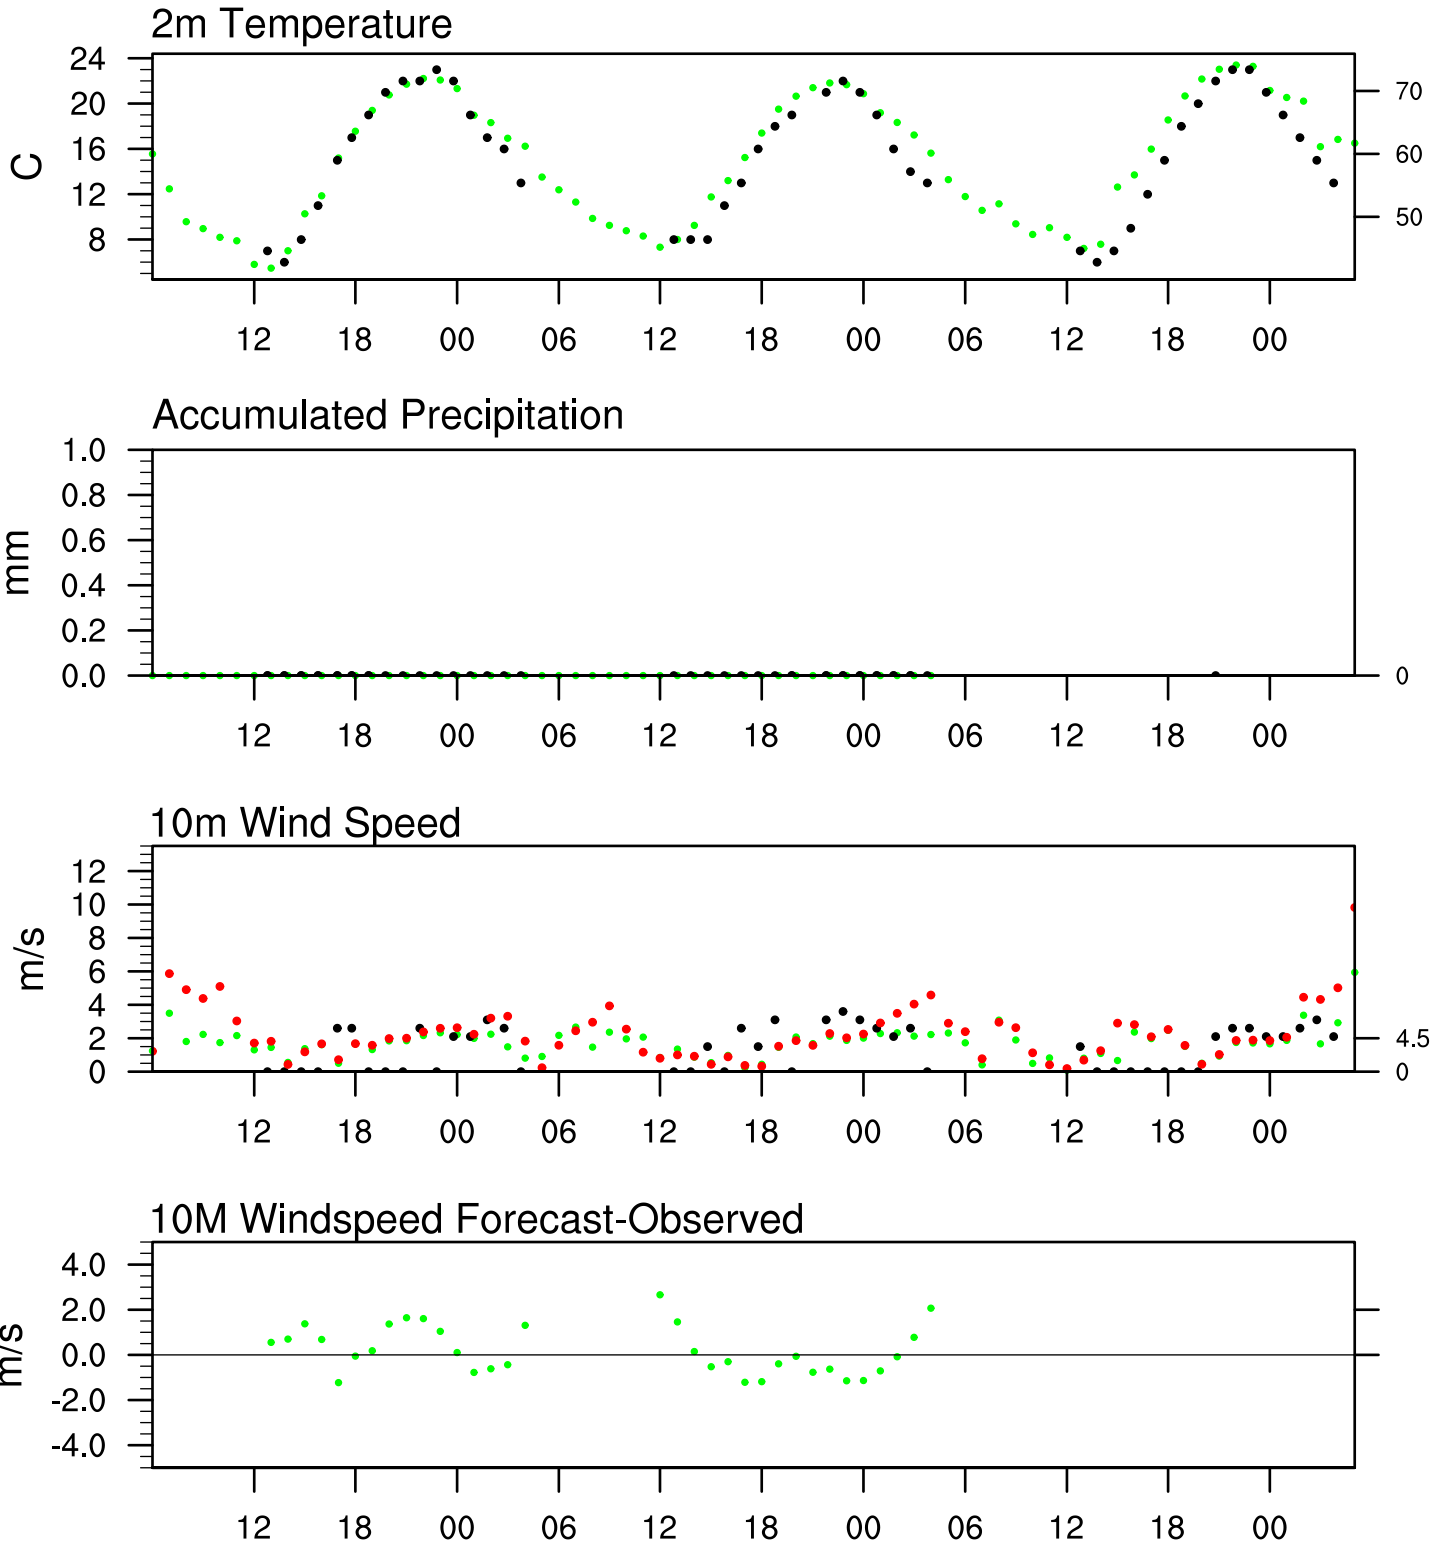 2m Temperature
24
20
16
12
8
C
70
60
50
12 18 00 06 12 18 00 06 12 18 00
Accumulated Precipitation
1.0
0.8
0.6
0.4
0.2
0.0
mm
0
12 18 00 06 12 18 00 06 12 18 00
10m Wind Speed
12
10
8
6
4
2
0
m/s
4.5
0
12 18 00 06 12 18 00 06 12 18 00
10M Windspeed Forecast-Observed
4.0
2.0
0.0
-2.0
-4.0
m/s
12 18 00 06 12 18 00 06 12 18 00